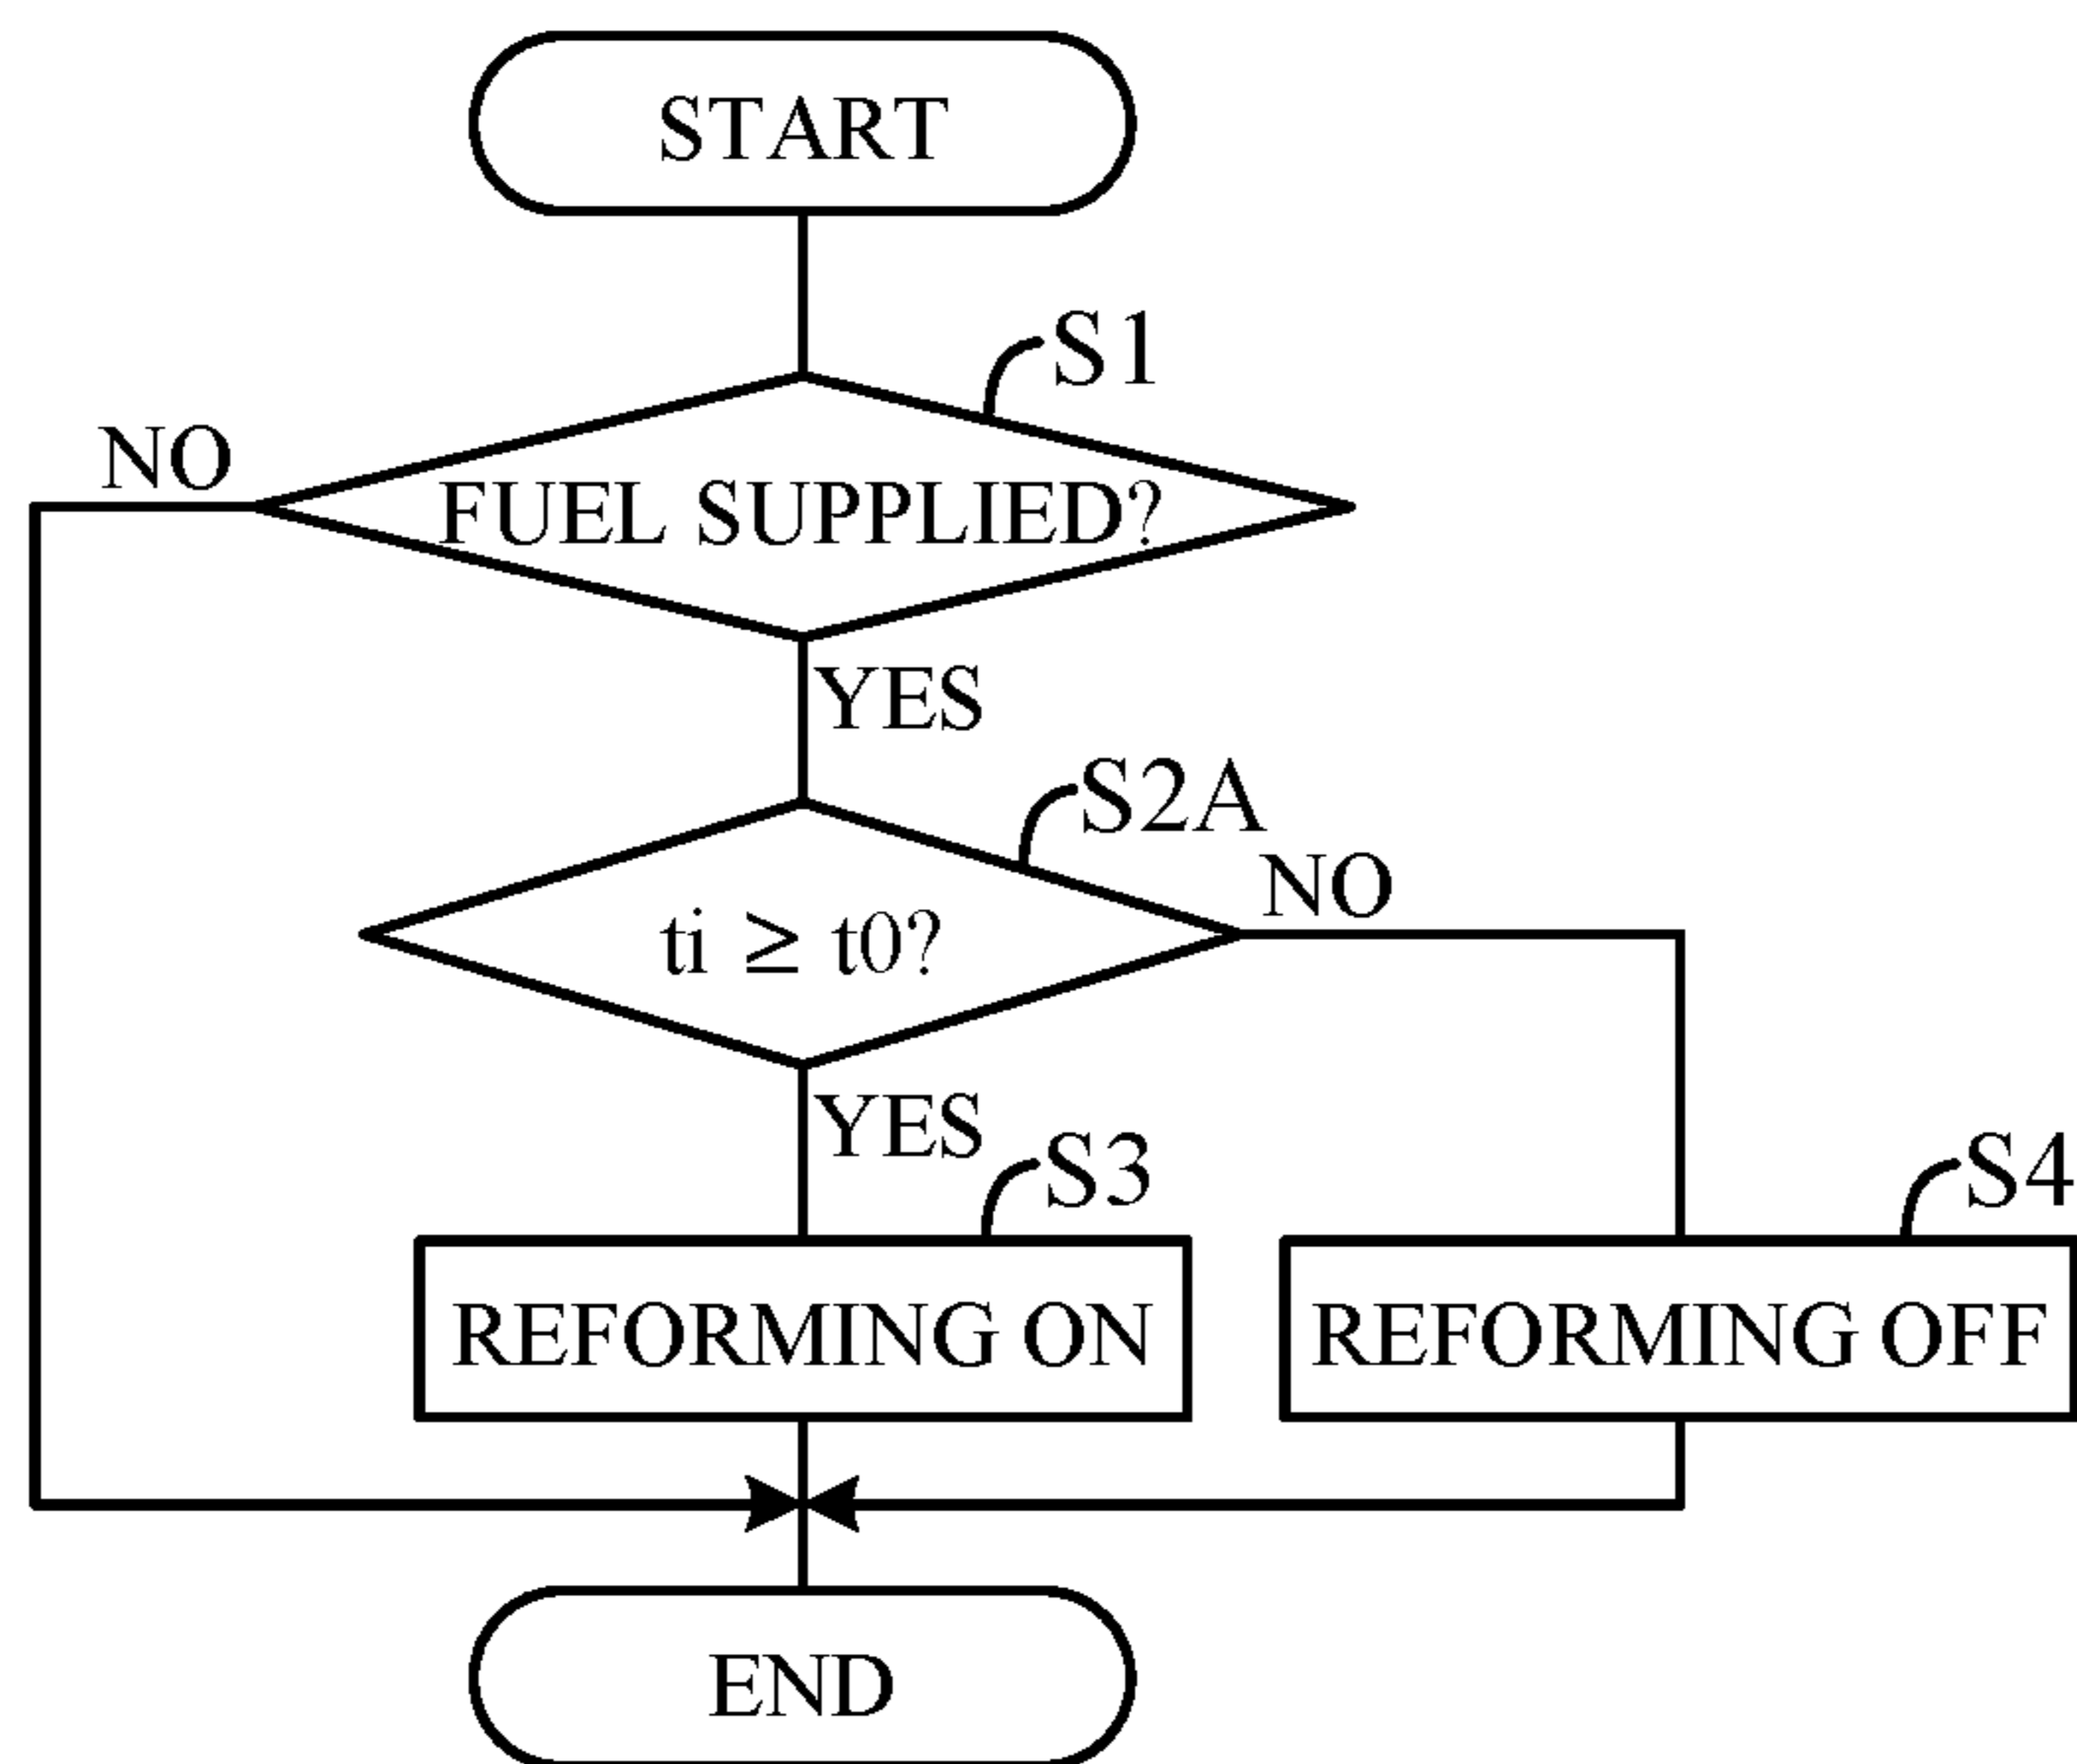 START
S1
NO
FUEL SUPPLIED?
YES
S2A
NO
ti ≥ t0?
YES
S3
S4
REFORMING ON
REFORMING OFF
END